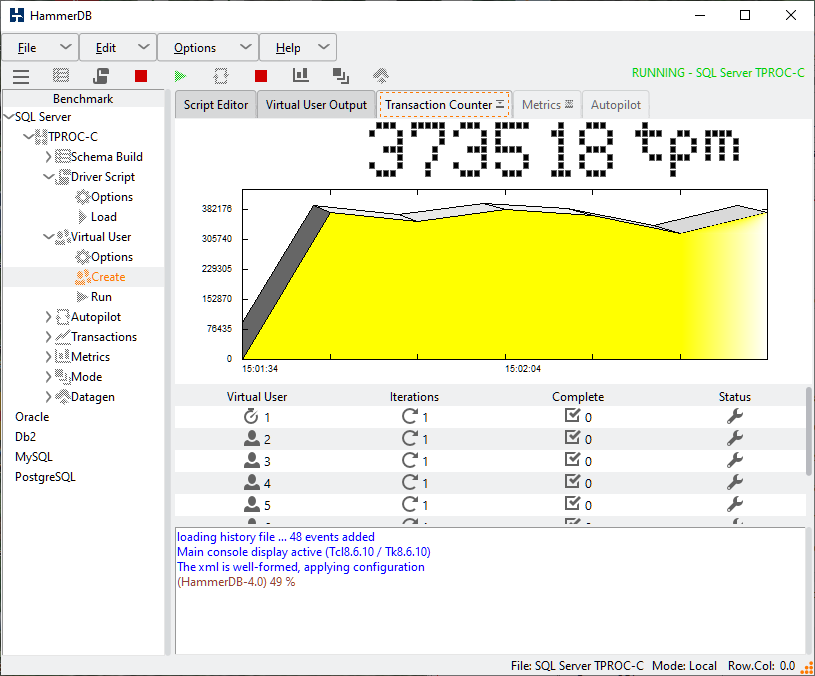 HammerDB
File Edit Options Help
RUNNING - SQL Server TPROC-C
Benchmark
SQL Server
TPROC-C
Schema Build
Driver Script
Options
Load
Virtual User
Options
Create
Run
Autopilot
Transactions
Metrics
Mode
Datagen
Oracle
Db2
MySQL
PostgreSQL
Script Editor Virtual User Output Transaction Counter Metrics Autopilot
373518 tpm
382176
305740
229305
152870
76435
0
15:01:34 15:02:04
Virtual User Iterations Complete Status
1 1 0
2 1 0
3 1 0
4 1 0
5 1 0
loading history file ... 48 events added
Main console display active (Tcl8.6.10 / Tk8.6.10)
The xml is well-formed, applying configuration
(HammerDB-4.0) 49 %
File: SQL Server TPROC-C Mode: Local Row.Col: 0.0